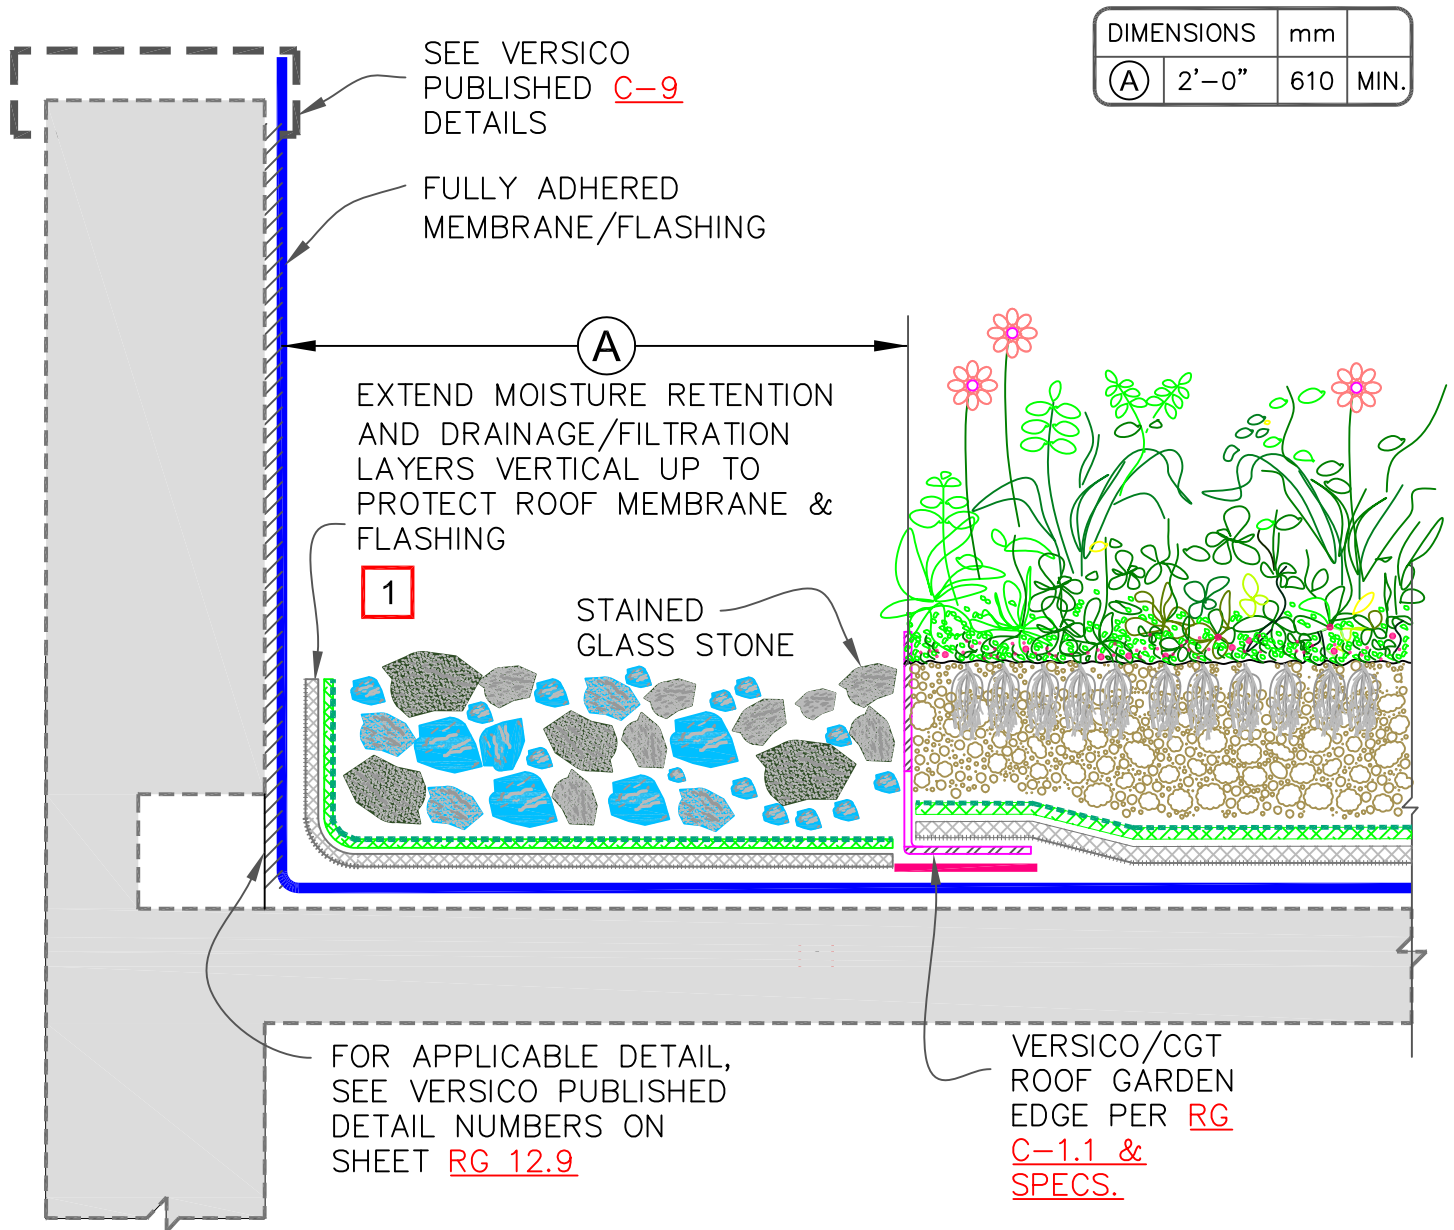 SEE VERSICO
PUBLISHED C-9
DETAILS
DIMENSIONS mm
A 2'-0" 610 MIN.
FULLY ADHERED
MEMBRANE/FLASHING
A
EXTEND MOISTURE RETENTION
AND DRAINAGE/FILTRATION
LAYERS VERTICAL UP TO
PROTECT ROOF MEMBRANE &
FLASHING
1
STAINED
GLASS STONE
FOR APPLICABLE DETAIL,
SEE VERSICO PUBLISHED
DETAIL NUMBERS ON
SHEET RG 12.9
VERSICO/CGT
ROOF GARDEN
EDGE PER RG
C-1.1 &
SPECS.